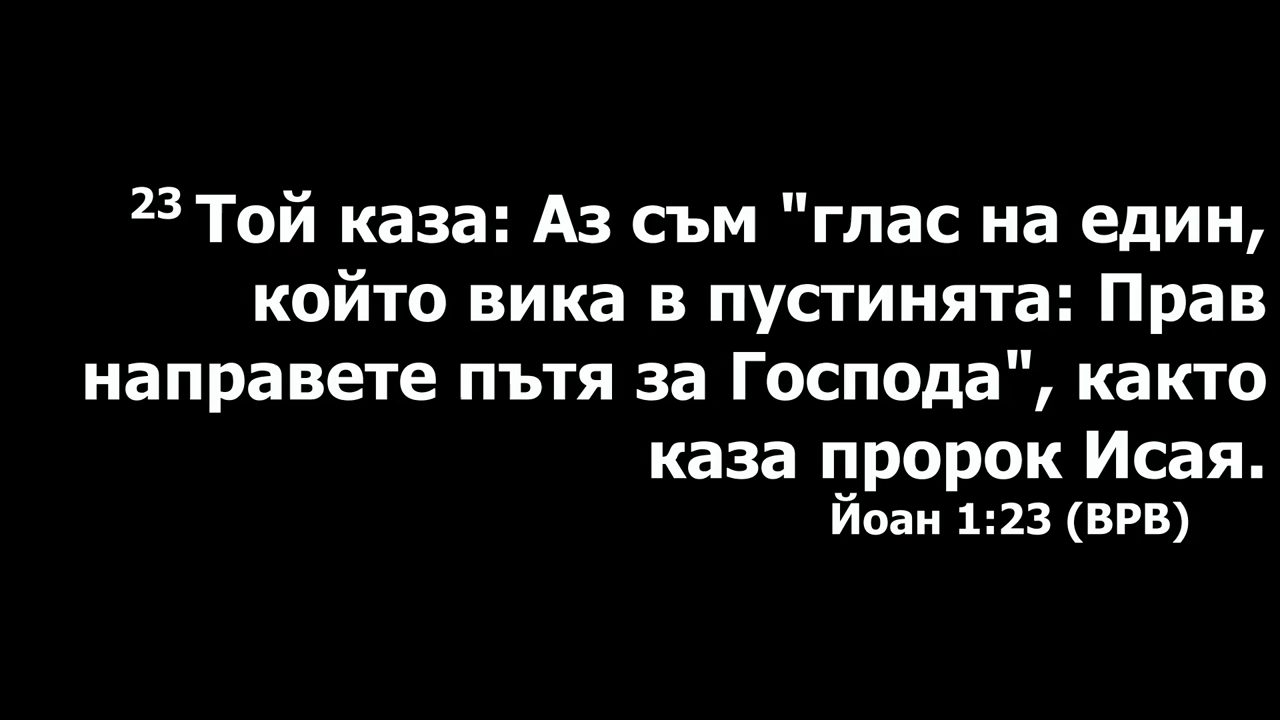 23 Той каза: Аз съм "глас на един,
който вика в пустинята: Прав
направете пътя за Господа", както
каза пророк Исая.
Йоан 1:23 (ВРВ)